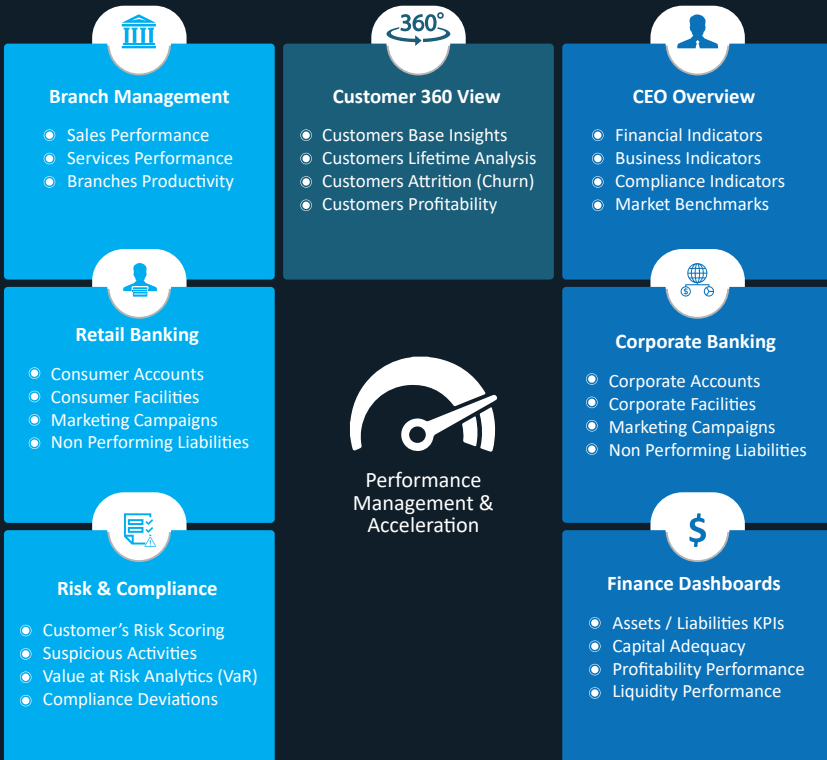 Branch Management
Sales Performance
Services Performance
Branches Productivity
360°
Customer 360 View
Customers Base Insights
Customers Lifetime Analysis
Customers Attrition (Churn)
Customers Profitability
CEO Overview
Financial Indicators
Business Indicators
Compliance Indicators
Market Benchmarks
Retail Banking
Consumer Accounts
Consumer Facilities
Marketing Campaigns
Non Performing Liabilities
Performance
Management &
Acceleration
$
Corporate Banking
Corporate Accounts
Corporate Facilities
Marketing Campaigns
Non Performing Liabilities
Risk & Compliance
Customer’s Risk Scoring
Suspicious Activities
Value at Risk Analytics (VaR)
Compliance Deviations
$
Finance Dashboards
Assets / Liabilities KPIs
Capital Adequacy
Profitability Performance
Liquidity Performance